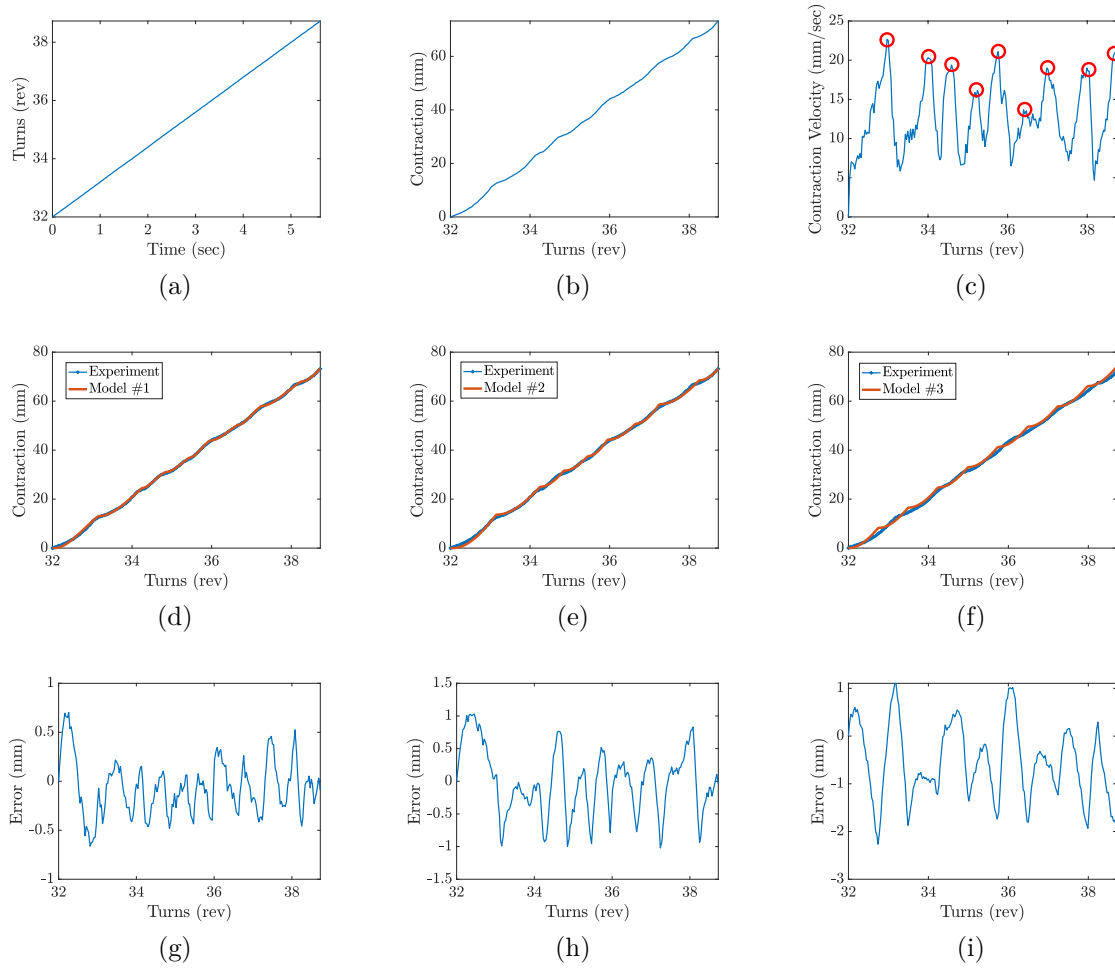 38
36
34
32
Turns (rev)
0 1 2 3 4 5
Time (sec)
(a)
60
40
20
0
Contraction (mm)
32 34 36 38
Turns (rev)
(b)
25
20
15
10
5
0
Contraction Velocity (mm/sec)
32 34 36 38
Turns (rev)
(c)
80
60
40
20
0
Contraction (mm)
Experiment
Model #1
32 34 36 38
Turns (rev)
(d)
80
60
40
20
0
Contraction (mm)
Experiment
Model #2
32 34 36 38
Turns (rev)
(e)
80
60
40
20
0
Contraction (mm)
Experiment
Model #3
32 34 36 38
Turns (rev)
(f)
1
0.5
0
-0.5
-1
Error (mm)
32 34 36 38
Turns (rev)
(g)
1.5
1
0.5
0
-0.5
-1
-1.5
Error (mm)
32 34 36 38
Turns (rev)
(h)
1
0
-1
-2
-3
Error (mm)
32 34 36 38
Turns (rev)
(i)